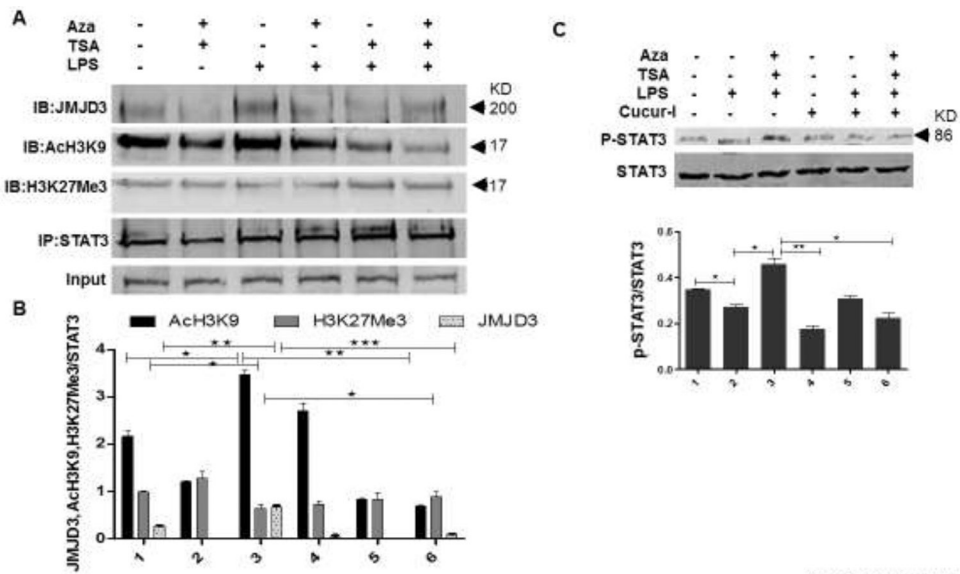 A
Aza - + - + - +
TSA - + - - + +
LPS - - + + + +
KD
IB:JMJD3 200
IB:AcH3K9 17
IB:H3K27Me3 17
IP:STAT3
Input
B
AcH3K9 H3K27Me3 JMJD3
JMJD3,AcH3K9,H3K27Me3/STAT3
** ***
* **
*
*
4
3
2
1
0
1 2 3 4 5 6
C
Aza - - + - - +
TSA - - + - - +
LPS - + + - + +
Cucur-I - - - + + +
KD
P-STAT3 86
STAT3
p-STAT3/STAT3
*
* **
*
0.6
0.4
0.2
0.0
1 2 3 4 5 6